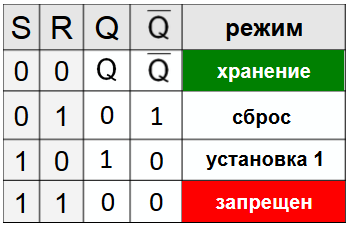 S R Q Q̅ режим
0 0 Q Q̅ хранение
0 1 0 1 сброс
1 0 1 0 установка 1
1 1 0 0 запрещен